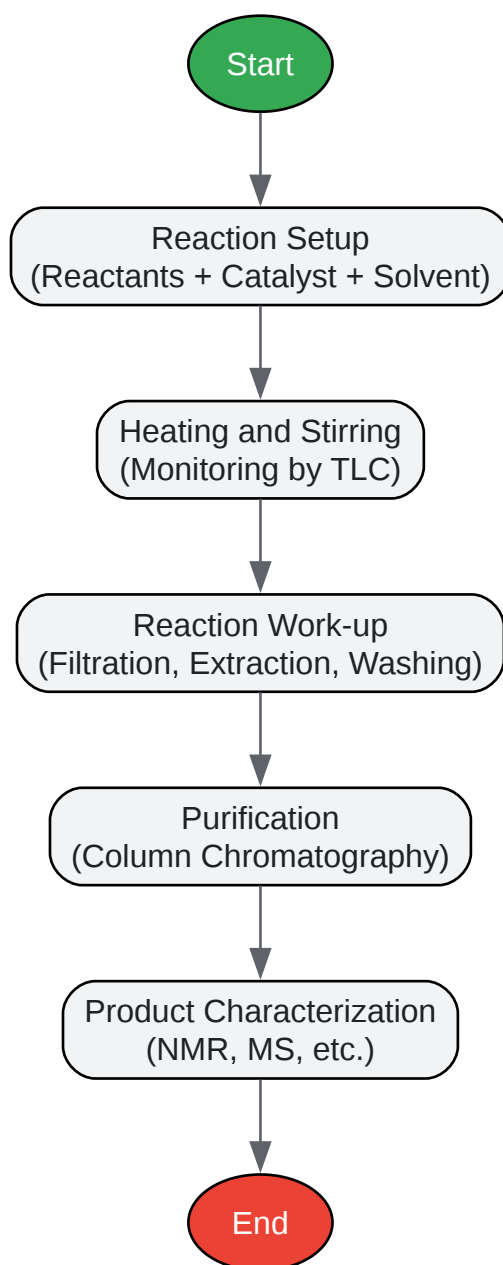 Start
Reaction Setup
(Reactants + Catalyst + Solvent)
Heating and Stirring
(Monitoring by TLC)
Reaction Work-up
(Filtration, Extraction, Washing)
Purification
(Column Chromatography)
Product Characterization
(NMR, MS, etc.)
End